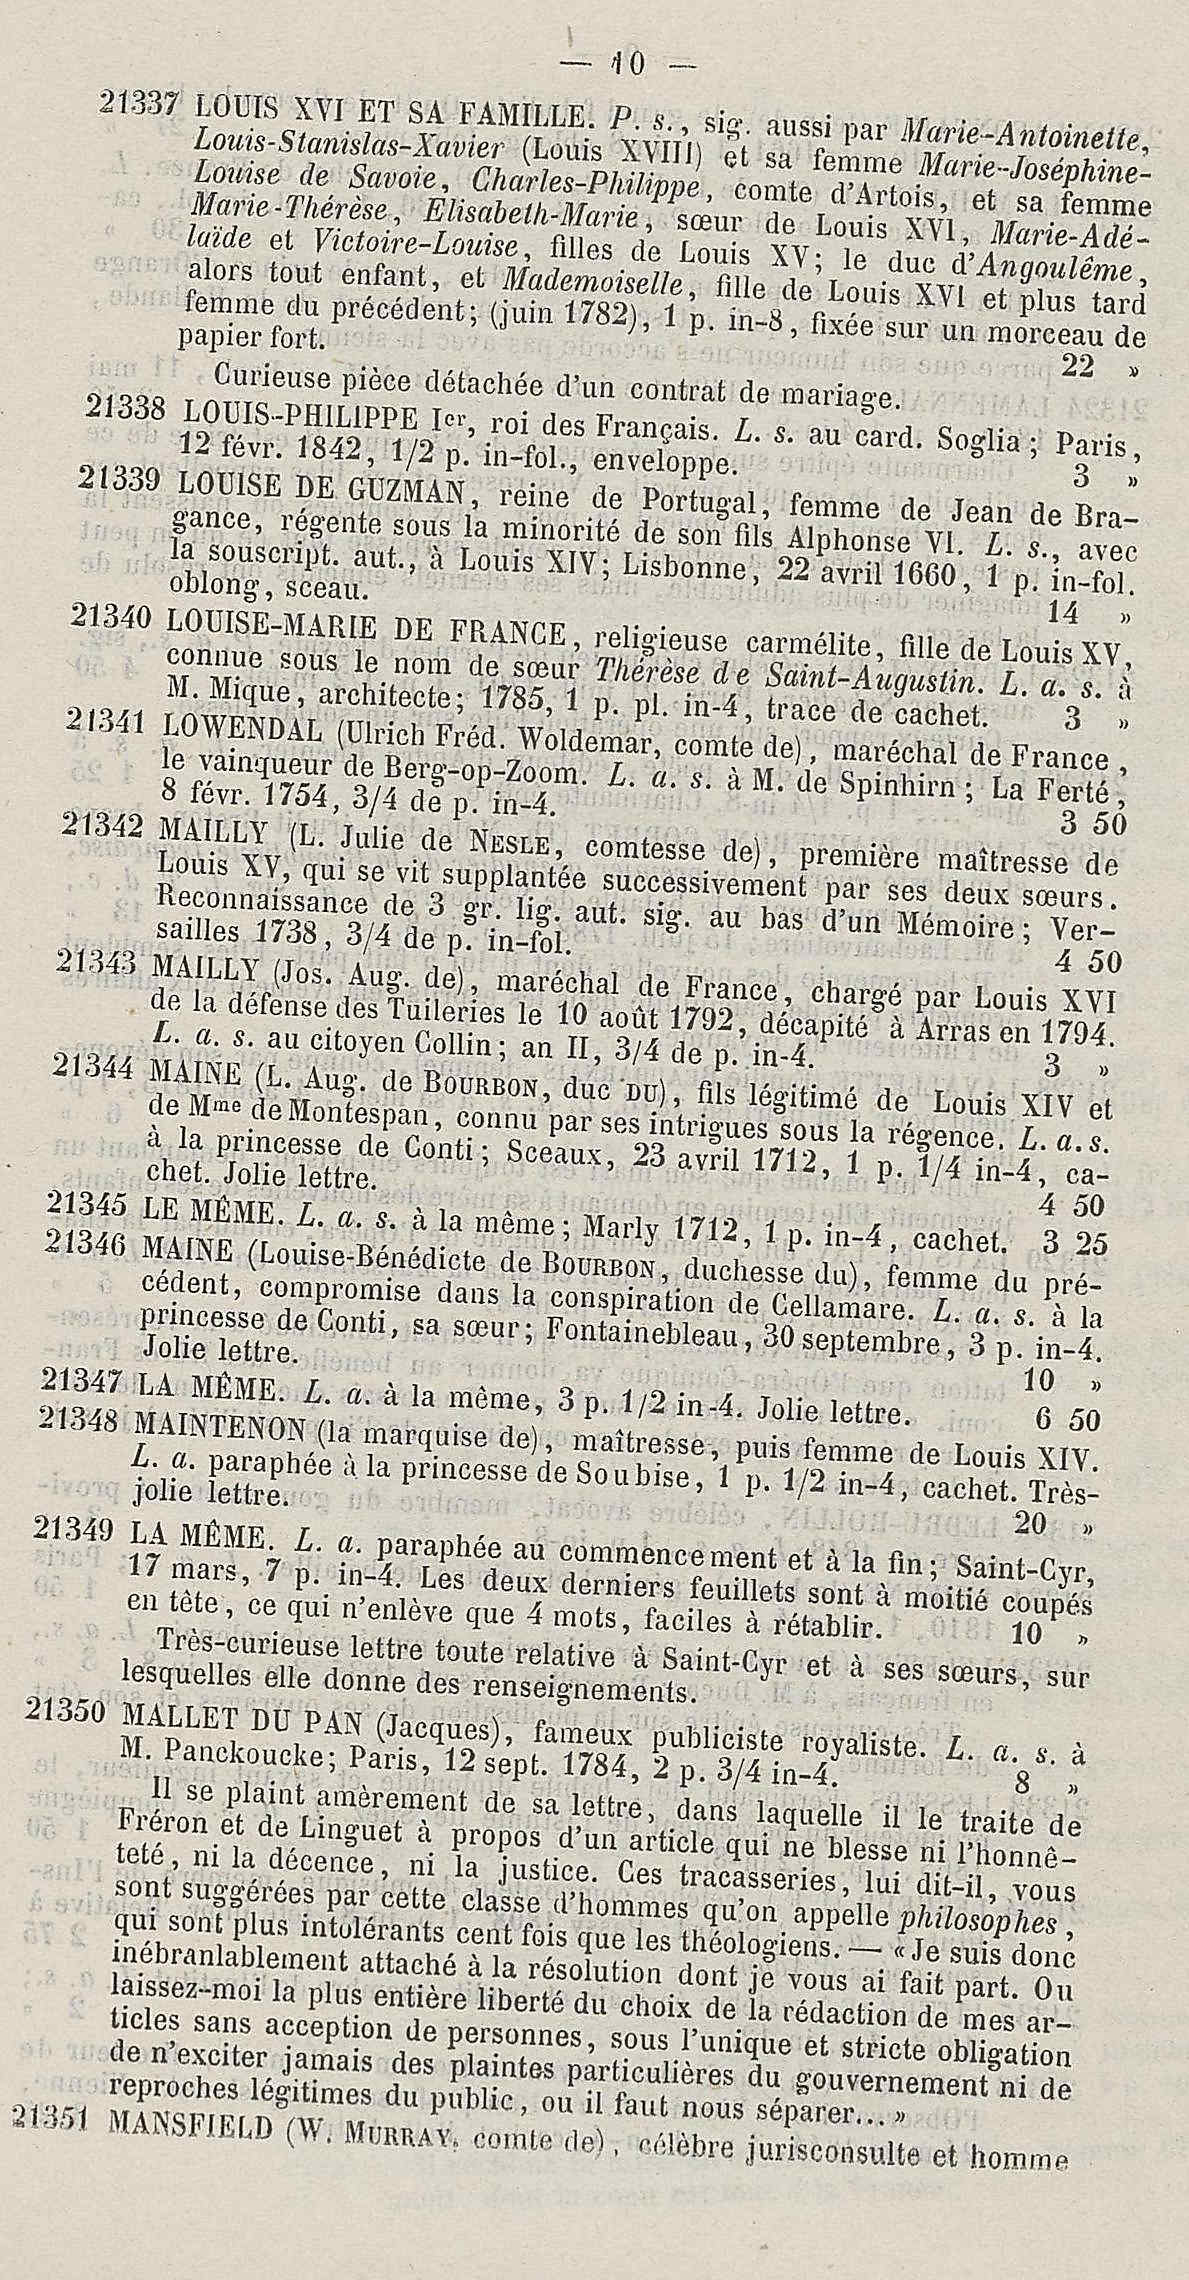 — 10 —
21337 LOUIS XVI ET SA FAMILLE. P. s., sig. aussi par Marie-Antoinette,
Louis-Stanislas-Xavier (Louis XVIII) et sa femme Marie-Joséphine-
Louise de Savoie, Charles-Philippe, comte d'Artois, et sa femme
Marie-Thérèse, Elisabeth-Marie, sœur de Louis XVI, Marie-Adé-
laïde et Victoire-Louise, filles de Louis XV; le duc d'Angoulême,
alors tout enfant, et Mademoiselle, fille de Louis XVI et plus tard
femme du précédent; (juin 1782), 1 p. in-8, fixée sur un morceau de
papier fort. 22 »
Curieuse pièce détachée d'un contrat de mariage.
21338 LOUIS-PHILIPPE Ier, roi des Français. L. s. au card. Soglia; Paris,
12 févr. 1842, 1/2 p. in-fol., enveloppe. 3 »
21339 LOUISE DE GUZMAN, reine de Portugal, femme de Jean de Bra-
gance, régente sous la minorité de son fils Alphonse VI. L. s., avec
la souscript. aut., à Louis XIV; Lisbonne, 22 avril 1660, 1 p. in-fol.
oblong, sceau. 14 »
21340 LOUISE-MARIE DE FRANCE, religieuse carmélite, fille de Louis XV,
connue sous le nom de sœur Thérèse de Saint-Augustin. L. a. s. à
M. Mique, architecte; 1785, 1 p. pl. in-4, trace de cachet. 3 »
21341 LOWENDAL (Ulrich Fréd. Woldemar, comte de), maréchal de France,
le vainqueur de Berg-op-Zoom. L. a. s. à M. de Spinhirn; La Ferté,
8 févr. 1754, 3/4 de p. in-4. 3 50
21342 MAILLY (L. Julie de NESLE, comtesse de), première maîtresse de
Louis XV, qui se vit supplantée successivement par ses deux sœurs.
Reconnaissance de 3 gr. lig. aut. sig. au bas d'un Mémoire; Ver-
sailles 1738, 3/4 de p. in-fol. 4 50
21343 MAILLY (Jos. Aug. de), maréchal de France, chargé par Louis XVI
de la défense des Tuileries le 10 août 1792, décapité à Arras en 1794.
L. a. s. au citoyen Collin; an II, 3/4 de p. in-4. 3 »
21344 MAINE (L. Aug. de BOURBON, duc DU), fils légitimé de Louis XIV et
de Mme de Montespan, connu par ses intrigues sous la régence. L. a. s.
à la princesse de Conti; Sceaux, 23 avril 1712, 1 p. 1/4 in-4, ca-
chet. Jolie lettre. 4 50
21345 LE MÊME. L. a. s. à la même; Marly 1712, 1 p. in-4, cachet. 3 25
21346 MAINE (Louise-Bénédicte de BOURBON, duchesse du), femme du pré-
cédent, compromise dans la conspiration de Cellamare. L. a. s. à la
princesse de Conti, sa sœur; Fontainebleau, 30 septembre, 3 p. in-4.
Jolie lettre. 10 »
21347 LA MÊME. L. a. à la même, 3 p. 1/2 in-4. Jolie lettre. 6 50
21348 MAINTENON (la marquise de), maîtresse, puis femme de Louis XIV.
L. a. paraphée à la princesse de Soubise, 1 p. 1/2 in-4, cachet. Très-
jolie lettre. 20 »
21349 LA MÊME. L. a. paraphée au commencement et à la fin; Saint-Cyr,
17 mars, 7 p. in-4. Les deux derniers feuillets sont à moitié coupés
en tête, ce qui n'enlève que 4 mots, faciles à rétablir. 10 »
Très-curieuse lettre toute relative à Saint-Cyr et à ses sœurs, sur
lesquelles elle donne des renseignements.
21350 MALLET DU PAN (Jacques), fameux publiciste royaliste. L. a. s. à
M. Panckoucke; Paris, 12 sept. 1784, 2 p. 3/4 in-4. 8 »
Il se plaint amèrement de sa lettre, dans laquelle il le traite de
Fréron et de Linguet à propos d'un article qui ne blesse ni l'honnê-
teté, ni la décence, ni la justice. Ces tracasseries, lui dit-il, vous
sont suggérées par cette classe d'hommes qu'on appelle philosophes,
qui sont plus intolérants cent fois que les théologiens. — «Je suis donc
inébranlablement attaché à la résolution dont je vous ai fait part. Ou
laissez-moi la plus entière liberté du choix de la rédaction de mes ar-
ticles sans acception de personnes, sous l'unique et stricte obligation
de n'exciter jamais des plaintes particulières du gouvernement ni de
reproches légitimes du public, ou il faut nous séparer...»
21351 MANSFIELD (W. MURRAY, comte de), célèbre jurisconsulte et homme